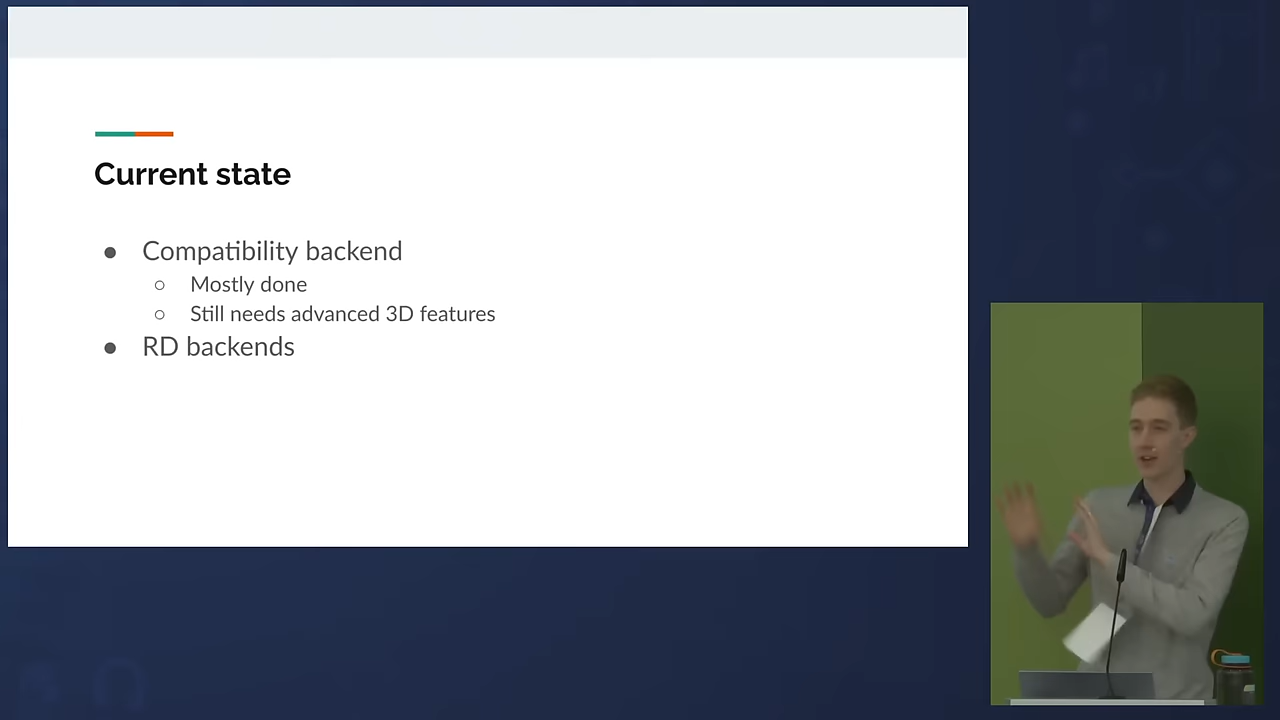 Current state
● Compatibility backend
○ Mostly done
○ Still needs advanced 3D features
● RD backends